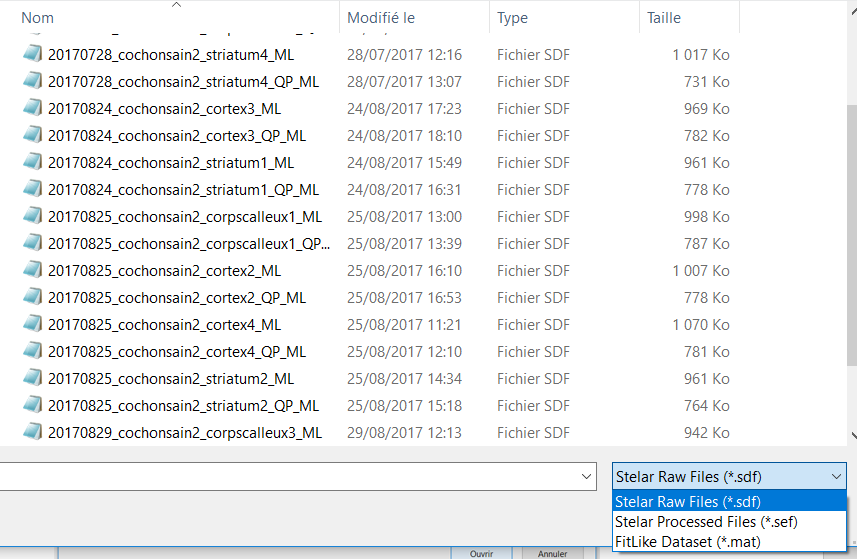 Nom Modifié le Type Taille
20170728_cochonsain2_striatum4_ML 28/07/2017 12:16 Fichier SDF 1 017 Ko
20170728_cochonsain2_striatum4_QP_ML 28/07/2017 13:07 Fichier SDF 731 Ko
20170824_cochonsain2_cortex3_ML 24/08/2017 17:23 Fichier SDF 969 Ko
20170824_cochonsain2_cortex3_QP_ML 24/08/2017 18:10 Fichier SDF 782 Ko
20170824_cochonsain2_striatum1_ML 24/08/2017 15:49 Fichier SDF 961 Ko
20170824_cochonsain2_striatum1_QP_ML 24/08/2017 16:31 Fichier SDF 778 Ko
20170825_cochonsain2_corpscalleux1_ML 25/08/2017 13:00 Fichier SDF 998 Ko
20170825_cochonsain2_corpscalleux1_QP... 25/08/2017 13:39 Fichier SDF 787 Ko
20170825_cochonsain2_cortex2_ML 25/08/2017 16:10 Fichier SDF 1 007 Ko
20170825_cochonsain2_cortex2_QP_ML 25/08/2017 16:53 Fichier SDF 778 Ko
20170825_cochonsain2_cortex4_ML 25/08/2017 11:21 Fichier SDF 1 070 Ko
20170825_cochonsain2_cortex4_QP_ML 25/08/2017 12:10 Fichier SDF 781 Ko
20170825_cochonsain2_striatum2_ML 25/08/2017 14:34 Fichier SDF 961 Ko
20170825_cochonsain2_striatum2_QP_ML 25/08/2017 15:18 Fichier SDF 764 Ko
20170829_cochonsain2_corpscalleux3_ML 29/08/2017 12:13 Fichier SDF 942 Ko
Stelar Raw Files (*.sdf)
Stelar Raw Files (*.sdf)
Stelar Processed Files (*.sef)
FitLike Dataset (*.mat)
Ouvrir Annuler